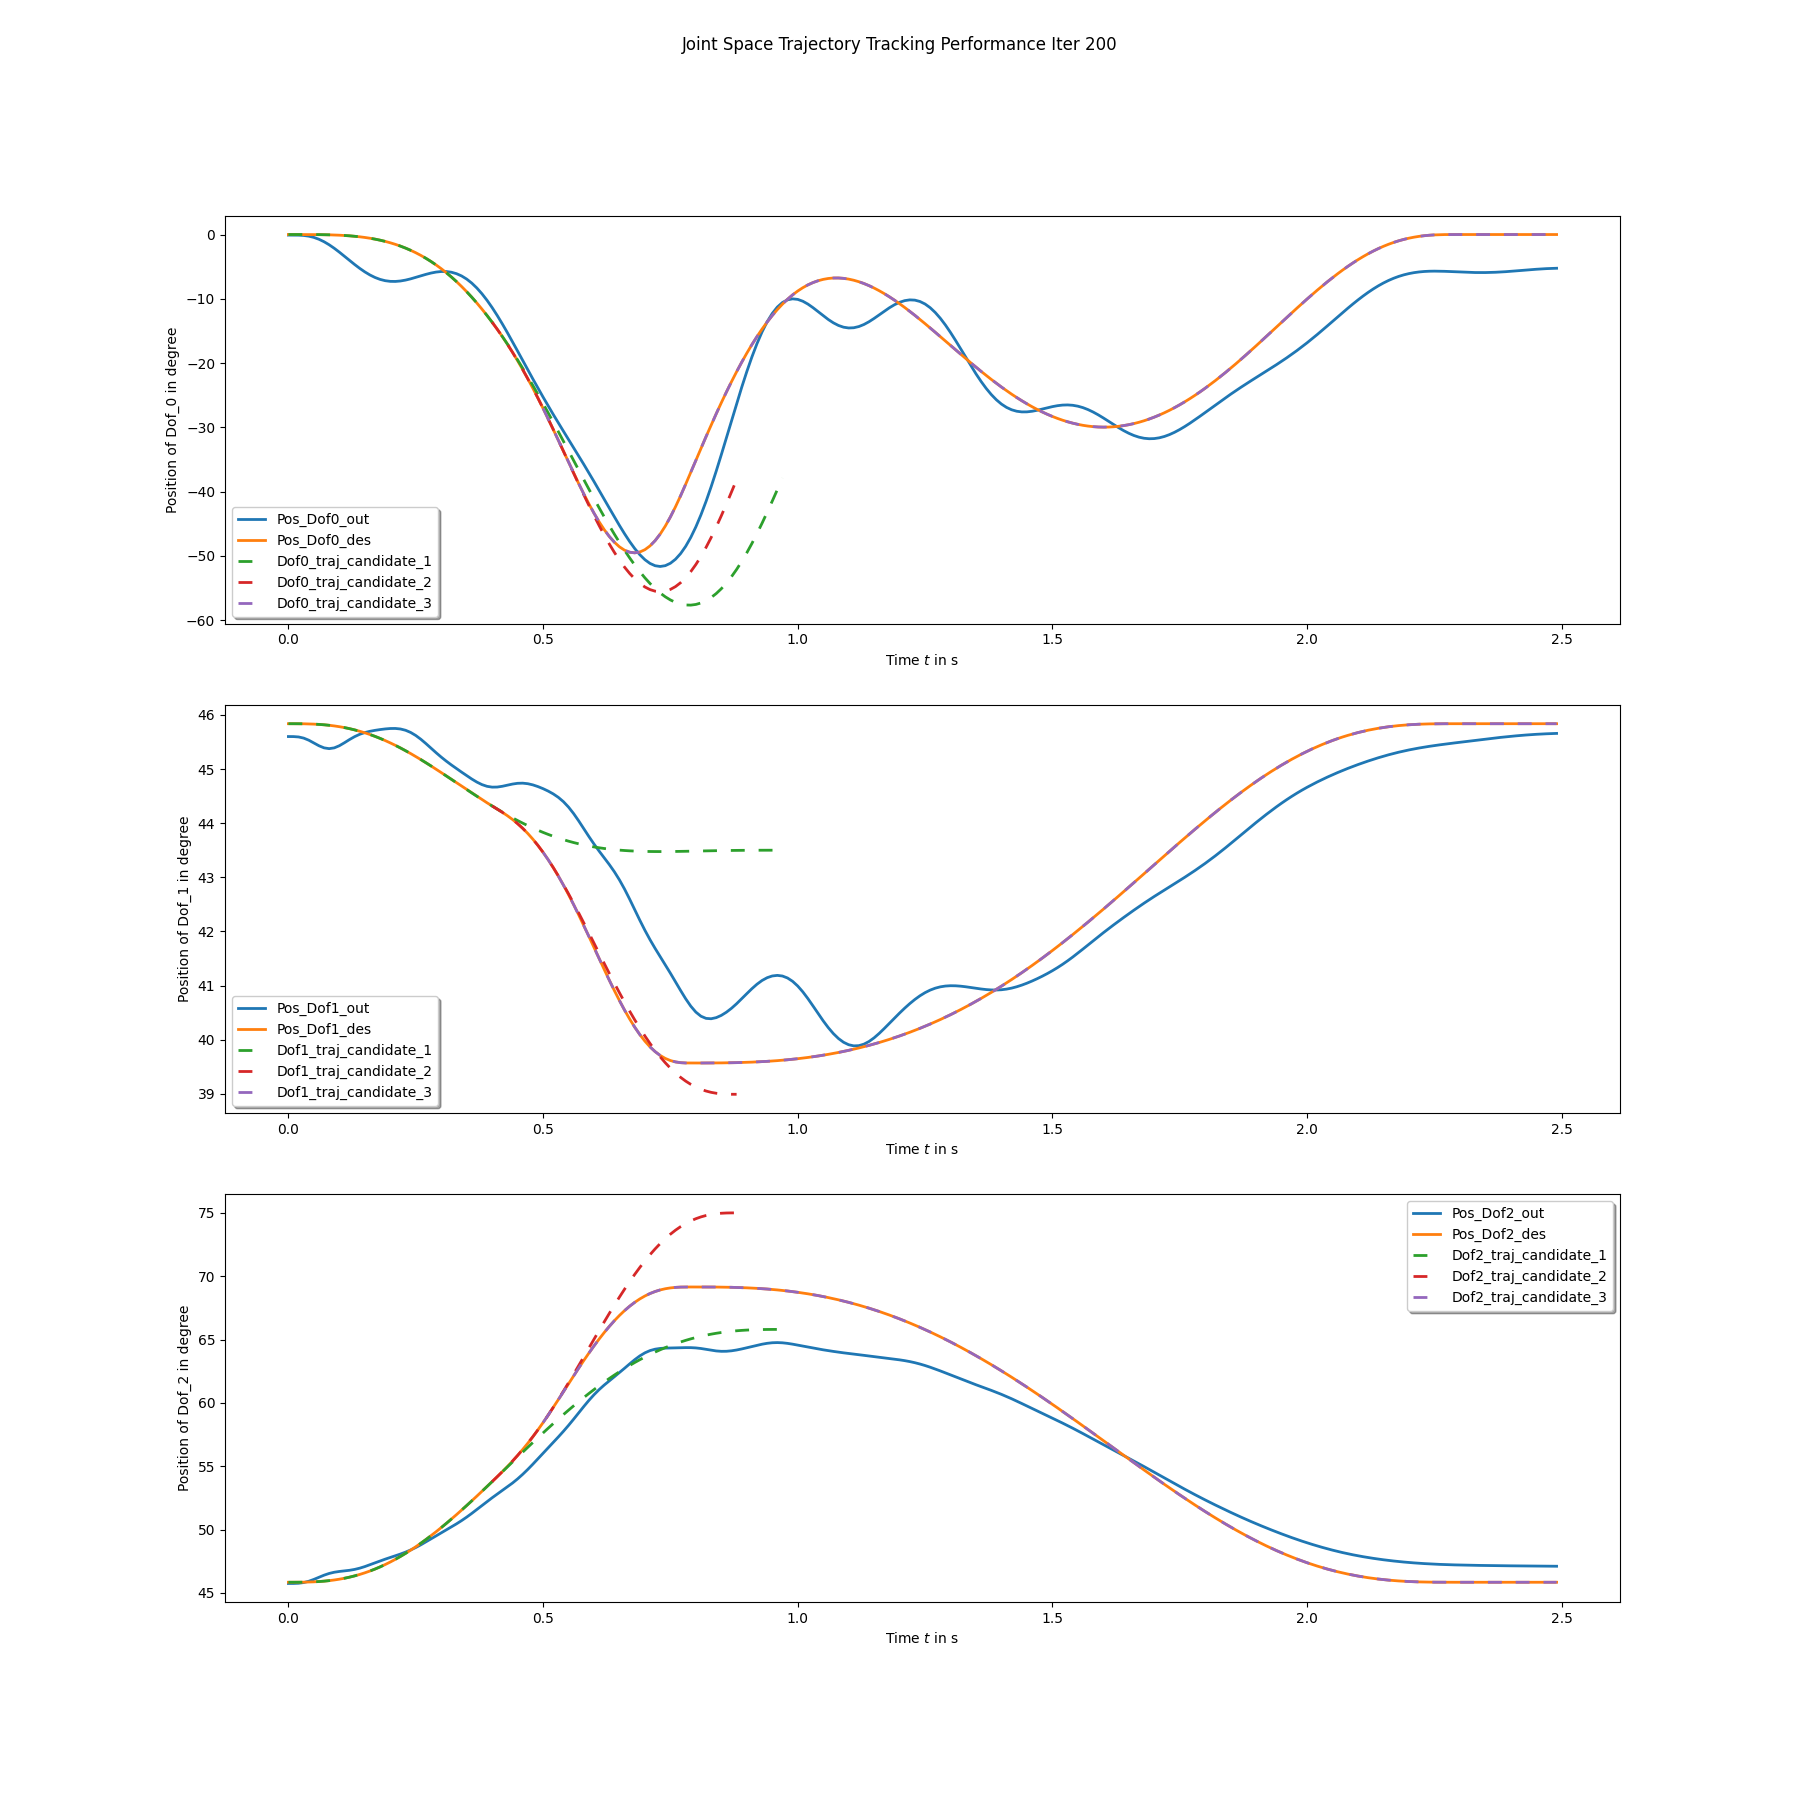 Joint Space Trajectory Tracking Performance Iter 200
0
−10
−20
−30
−40
−50
−60
Position of Dof_0 in degree
Pos_Dof0_out
Pos_Dof0_des
Dof0_traj_candidate_1
Dof0_traj_candidate_2
Dof0_traj_candidate_3
0.0 0.5 1.0 1.5 2.0 2.5
Time t in s
46
45
44
43
42
41
40
39
Position of Dof_1 in degree
Pos_Dof1_out
Pos_Dof1_des
Dof1_traj_candidate_1
Dof1_traj_candidate_2
Dof1_traj_candidate_3
0.0 0.5 1.0 1.5 2.0 2.5
Time t in s
75
70
65
60
55
50
45
Position of Dof_2 in degree
Pos_Dof2_out
Pos_Dof2_des
Dof2_traj_candidate_1
Dof2_traj_candidate_2
Dof2_traj_candidate_3
0.0 0.5 1.0 1.5 2.0 2.5
Time t in s